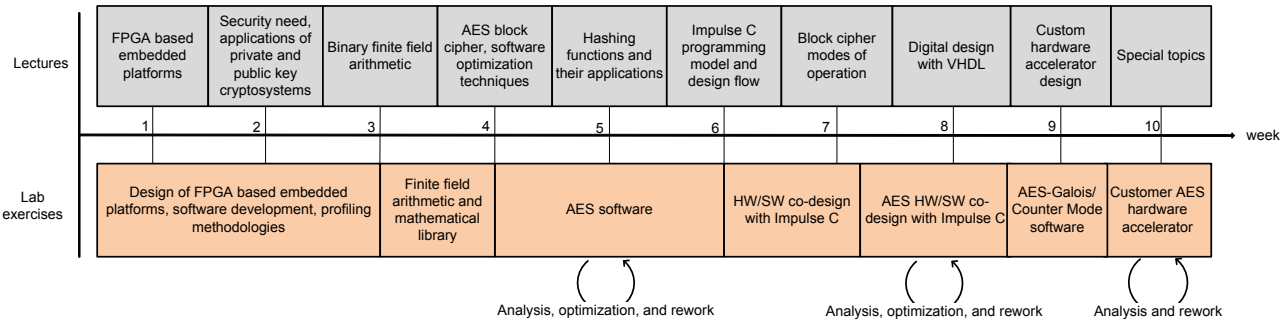 Lectures
FPGA based
embedded
platforms
Security need,
applications of
private and
public key
cryptosystems
Binary finite field
arithmetic
AES block
cipher, software
optimization
techniques
Hashing
functions and
their applications
Impulse C
programming
model and
design flow
Block cipher
modes of
operation
Digital design
with VHDL
Custom
hardware
accelerator
design
Special topics
1
2
3
4
5
6
7
8
9
10
week
Lab
exercises
Design of FPGA based embedded
platforms, software development, profiling
methodologies
Finite field
arithmetic and
mathematical
library
AES software
HW/SW co-design
with Impulse C
AES HW/SW co-
design with Impulse C
AES-Galois/
Counter Mode
software
Customer AES
hardware
accelerator
Analysis, optimization, and rework
Analysis, optimization, and rework
Analysis and rework